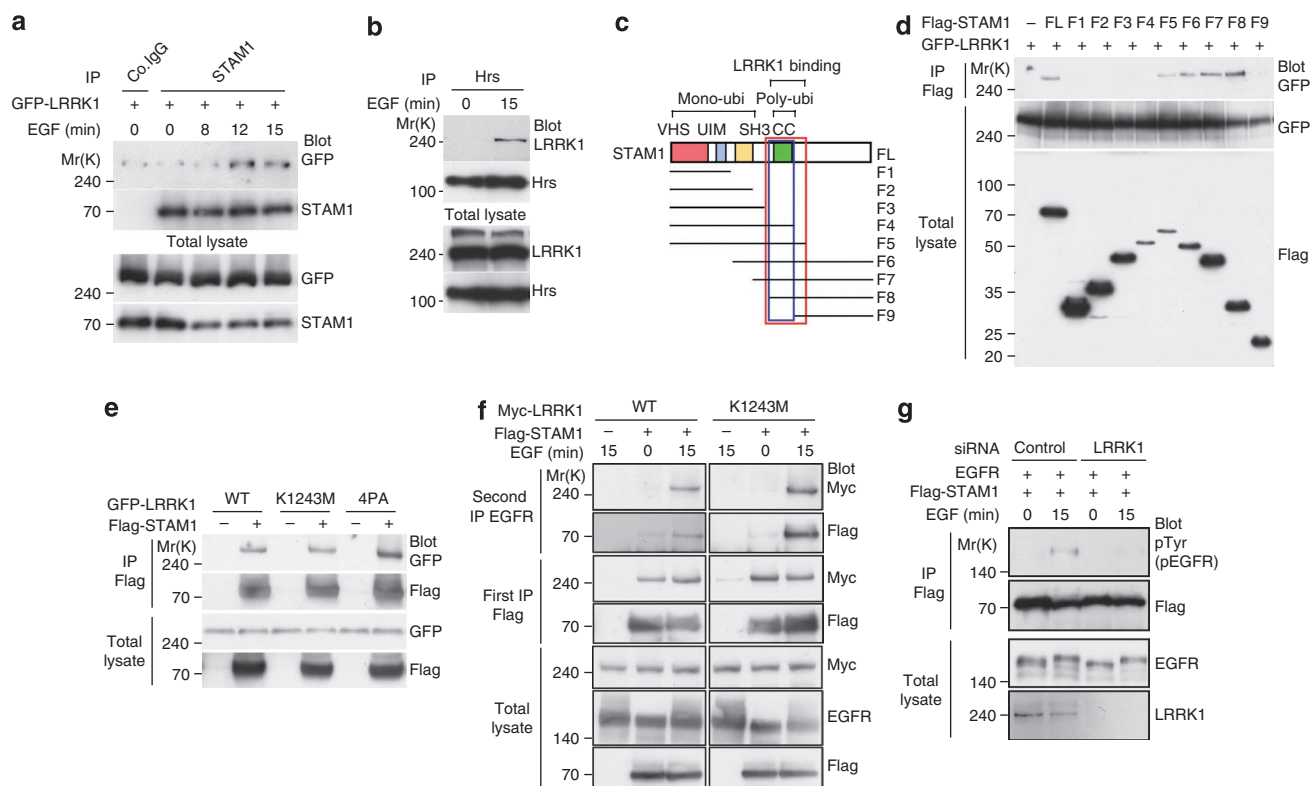 a
IP
Co.IgG
STAM1
GFP-LRRK1 + + + + +
EGF (min) 0 0 8 12 15
Blot
Mr(K)
GFP
240
70
STAM1
Total lysate
GFP
240
70
STAM1
b
IP
Hrs
EGF (min) 0 15
Mr(K)
Blot
240
LRRK1
Hrs
100
Total lysate
240
LRRK1
Hrs
100
c
LRRK1 binding
Mono-ubi Poly-ubi
VHS UIM SH3 CC
STAM1 FL
F1
F2
F3
F4
F5
F6
F7
F8
F9
d
Flag-STAM1 – FL F1 F2 F3 F4 F5 F6 F7 F8 F9
GFP-LRRK1 + + + + + + + + + + +
IP
Flag
Mr(K)
240
Blot
GFP
GFP
240
Total
lysate
100
70
50
35
25
20
Flag
e
GFP-LRRK1 WT K1243M 4PA
Flag-STAM1 – + – + – +
IP
Flag
Mr(K)
240
Blot
GFP
70
Flag
Total
lysate
240
GFP
70
Flag
f
Myc-LRRK1 WT K1243M
Flag-STAM1 – + + – + +
EGF (min) 15 0 15 15 0 15
Second
IP EGFR
Mr(K)
240
Blot
Myc
70
Flag
First IP
Flag
240
Myc
70
Flag
Total
lysate
240
Myc
140
EGFR
70
Flag
g
siRNA Control LRRK1
EGFR + + + +
Flag-STAM1 + + + +
EGF (min) 0 15 0 15
IP
Flag
Mr(K)
140
Blot
pTyr
(pEGFR)
70
Flag
Total
lysate
EGFR
140
240
LRRK1